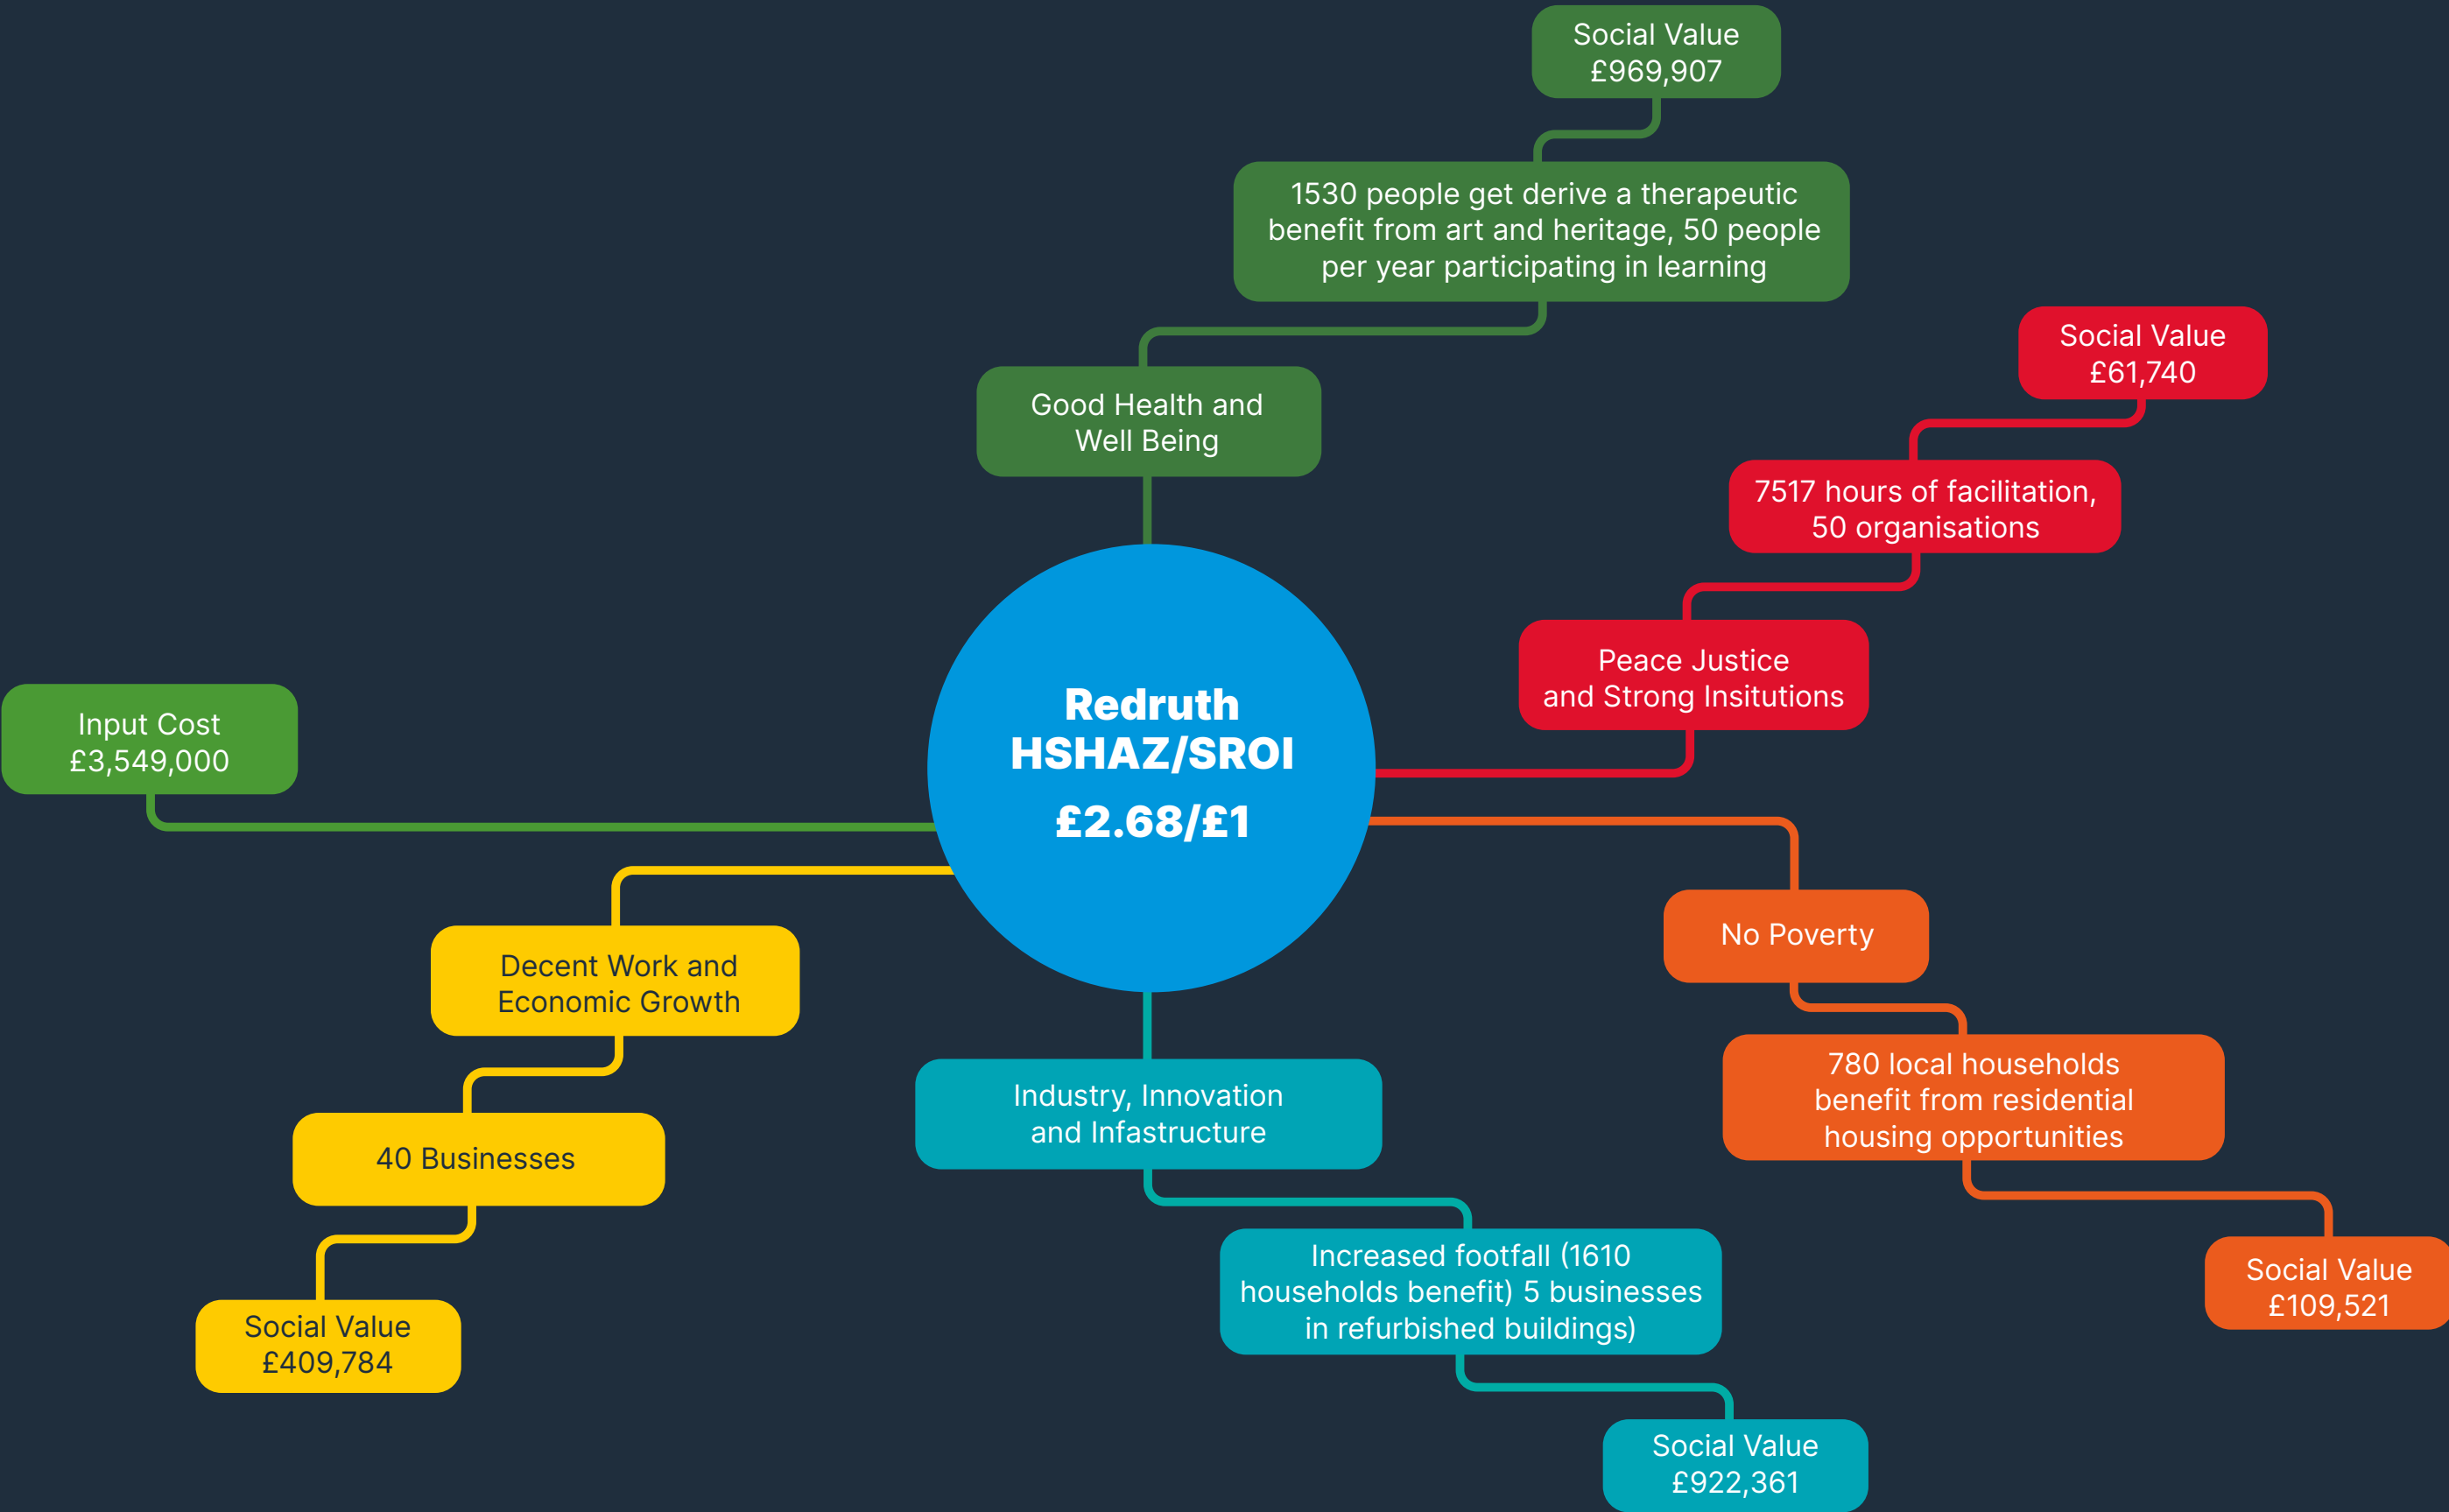 Social Value
£969,907
1530 people get derive a therapeutic
benefit from art and heritage, 50 people
per year participating in learning
Good Health and
Well Being
Social Value
£61,740
7517 hours of facilitation,
50 organisations
Peace Justice
and Strong Insitutions
Input Cost
£3,549,000
Redruth
HSHAZ/SROI
£2.68/£1
Decent Work and
Economic Growth
40 Businesses
Social Value
£409,784
No Poverty
780 local households
benefit from residential
housing opportunities
Social Value
£109,521
Industry, Innovation
and Infastructure
Increased footfall (1610
households benefit) 5 businesses
in refurbished buildings)
Social Value
£922,361